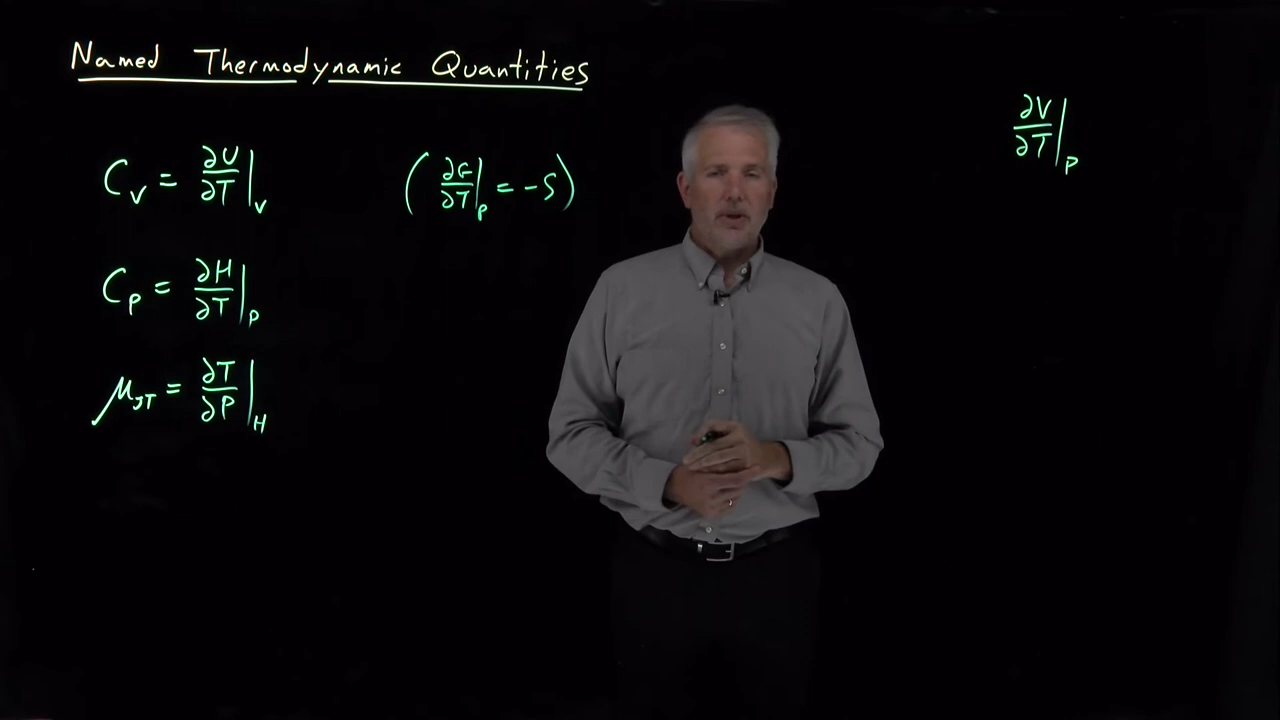 Named Thermodynamic Quantities
C_V = ∂U/∂T|_V (∂G/∂T|_P = -S)
C_P = ∂H/∂T|_P
μ_JT = ∂T/∂P|_H
∂V/∂T|_P